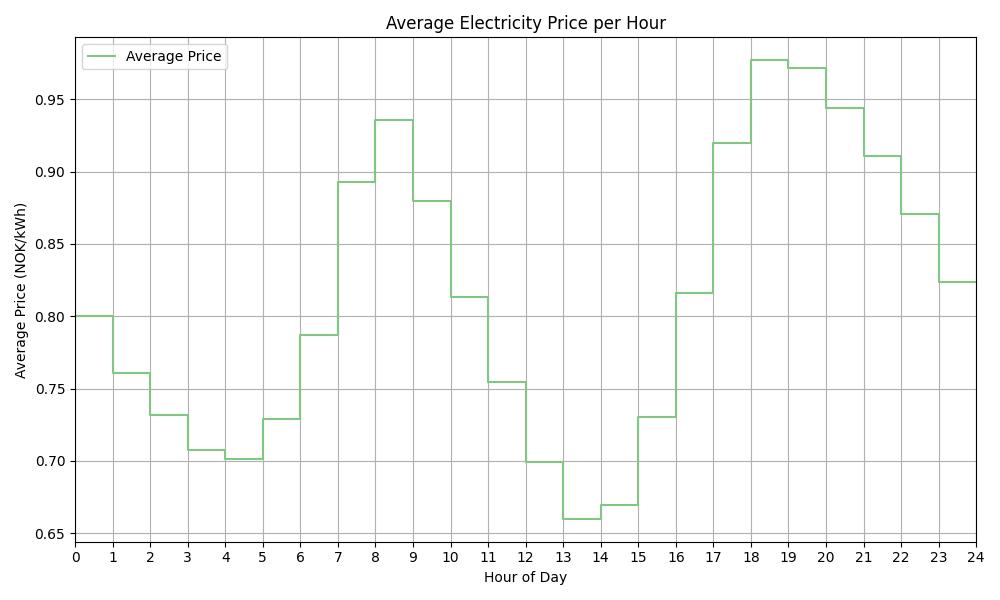 Average Electricity Price per Hour
Average Price
Average Price (NOK/kWh)
0.95
0.90
0.85
0.80
0.75
0.70
0.65
0 1 2 3 4 5 6 7 8 9 10 11 12 13 14 15 16 17 18 19 20 21 22 23 24
Hour of Day